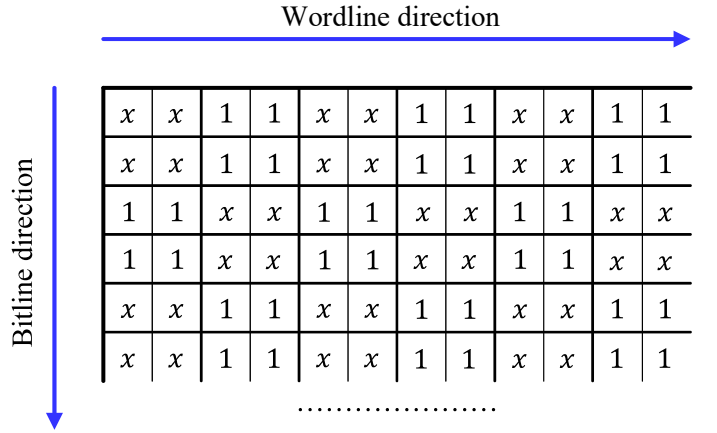 Wordline direction
Bitline direction
x x 1 1 x x 1 1 x x 1 1
x x 1 1 x x 1 1 x x 1 1
1 1 x x 1 1 x x 1 1 x x
1 1 x x 1 1 x x 1 1 x x
x x 1 1 x x 1 1 x x 1 1
x x 1 1 x x 1 1 x x 1 1
....................